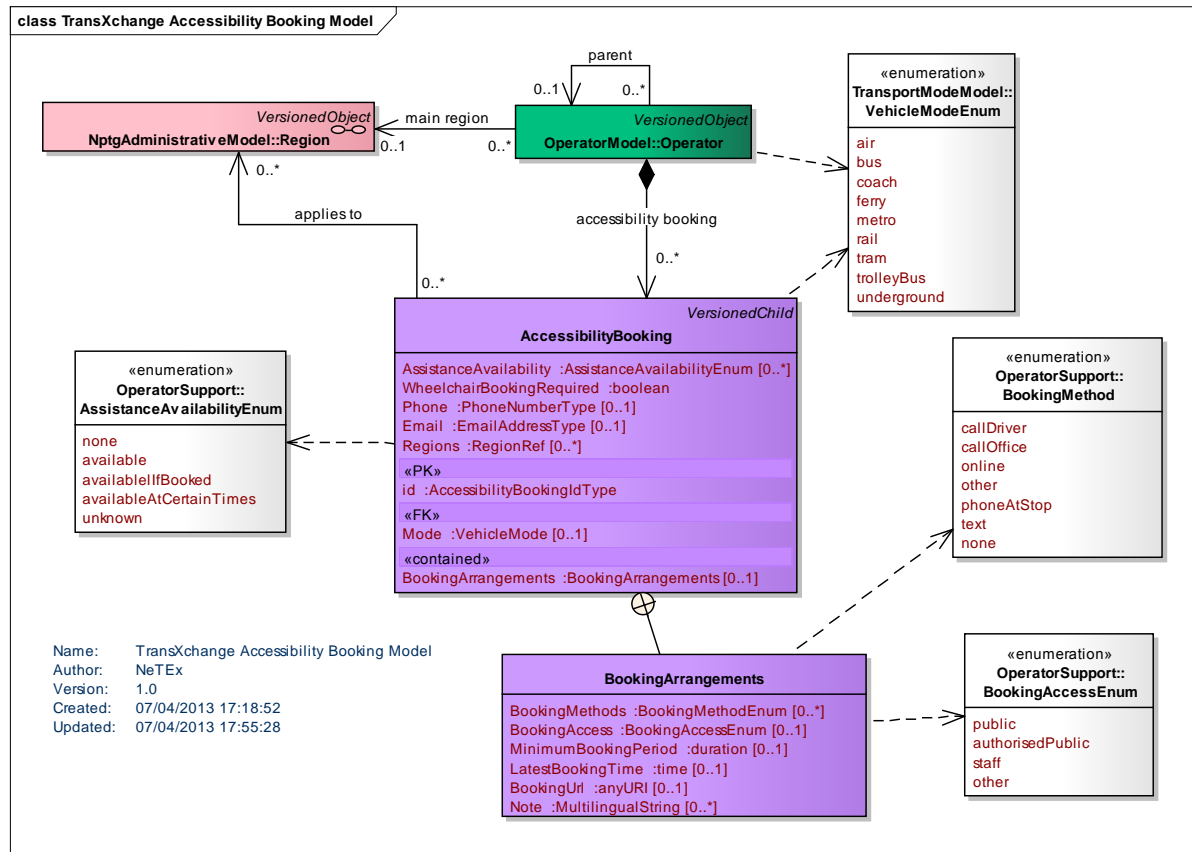 class TransXchange Accessibility Booking Model
parent
0..1
0..*
VersionedObject
NptgAdministrativeModel::Region
main region
0..1
0..*
VersionedObject
OperatorModel::Operator
«enumeration»
TransportModeModel::
VehicleModeEnum
air
bus
coach
ferry
metro
rail
tram
trolleyBus
underground
0..*
applies to
0..*
accessibility booking
0..*
VersionedChild
AccessibilityBooking
AssistanceAvailability :AssistanceAvailabilityEnum [0..*]
WheelchairBookingRequired :boolean
Phone :PhoneNumberType [0..1]
Email :EmailAddressType [0..1]
Regions :RegionRef [0..*]
«PK»
id :AccessibilityBookingIdType
«FK»
Mode :VehicleMode [0..1]
«contained»
BookingArrangements :BookingArrangements [0..1]
«enumeration»
OperatorSupport::
AssistanceAvailabilityEnum
none
available
availableIfBooked
availableAtCertainTimes
unknown
«enumeration»
OperatorSupport::
BookingMethod
callDriver
callOffice
online
other
phoneAtStop
text
none
BookingArrangements
BookingMethods :BookingMethodEnum [0..*]
BookingAccess :BookingAccessEnum [0..1]
MinimumBookingPeriod :duration [0..1]
LatestBookingTime :time [0..1]
BookingUrl :anyURI [0..1]
Note :MultilingualString [0..*]
«enumeration»
OperatorSupport::
BookingAccessEnum
public
authorisedPublic
staff
other
Name: TransXchange Accessibility Booking Model
Author: NeTEx
Version: 1.0
Created: 07/04/2013 17:18:52
Updated: 07/04/2013 17:55:28